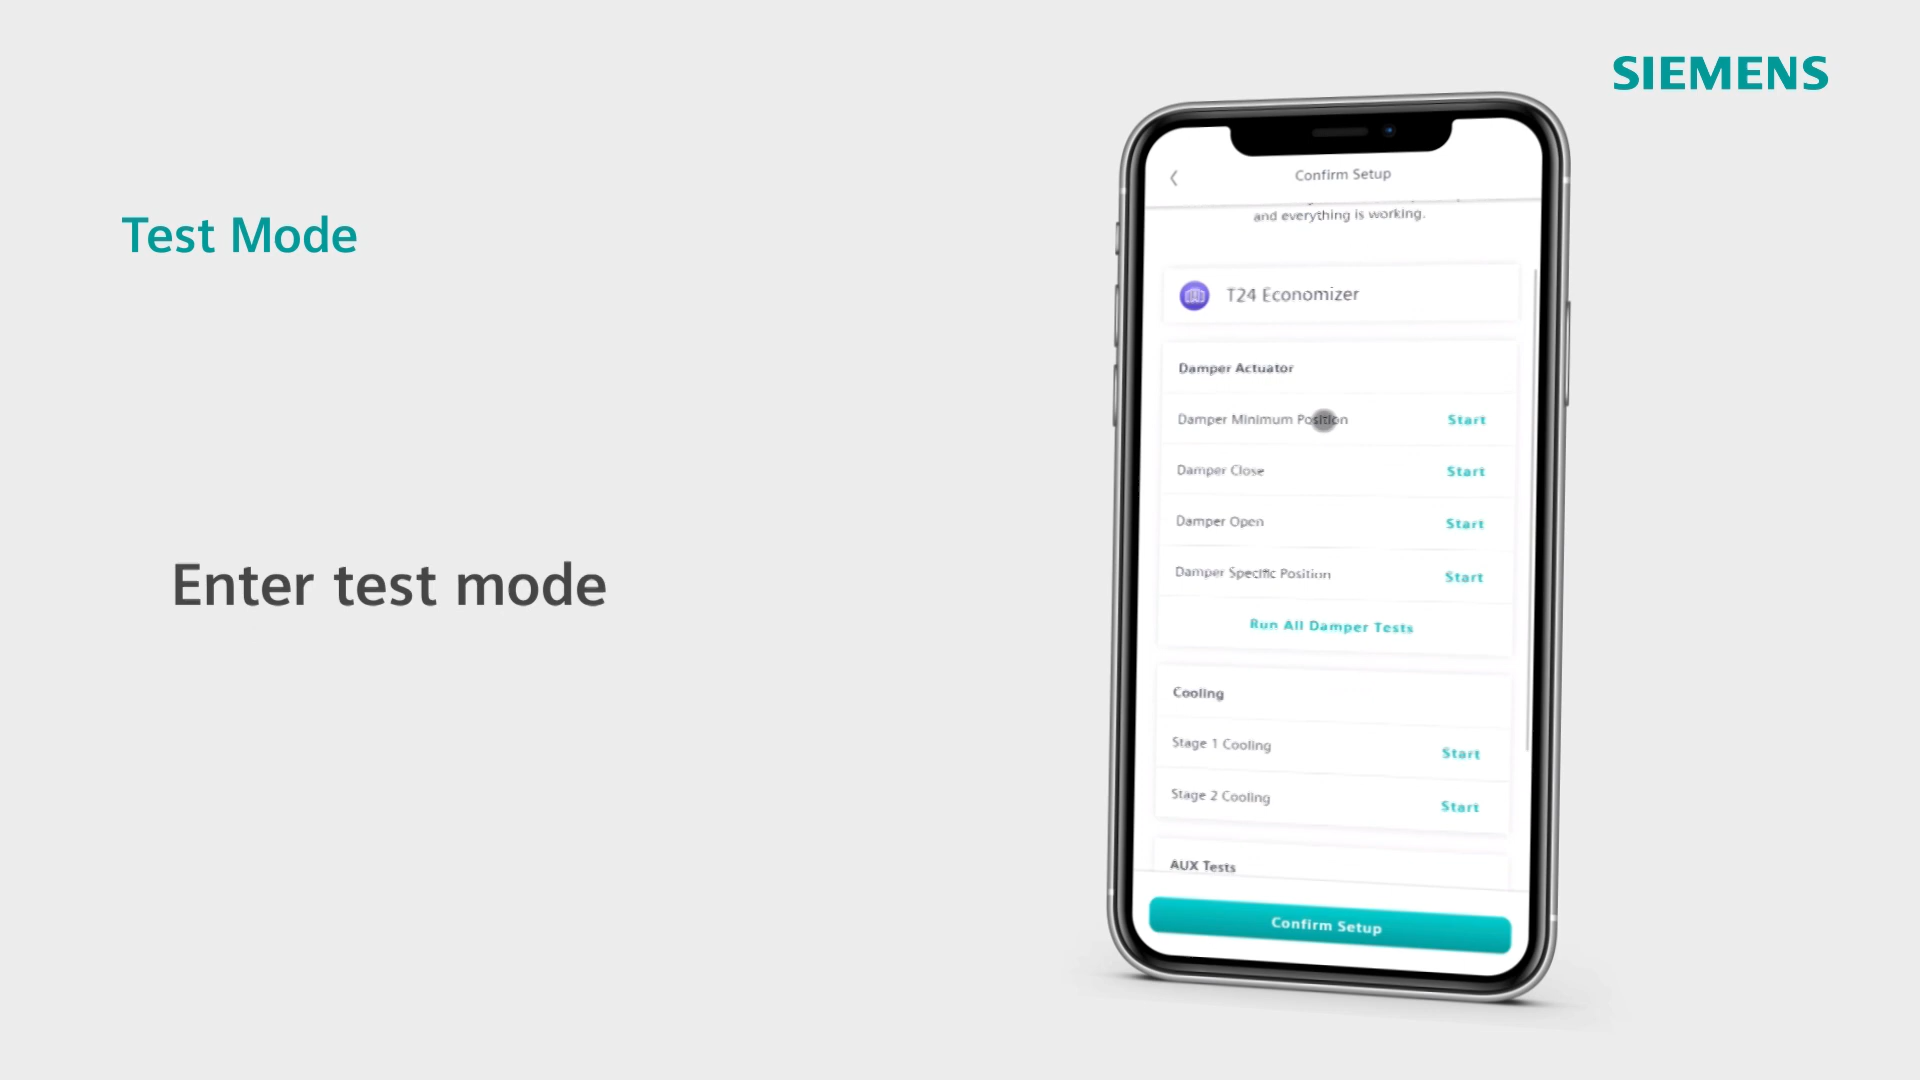 SIEMENS
Test Mode
Enter test mode
Confirm Setup
and everything is working.
T24 Economizer
Damper Actuator
Damper Minimum Position Start
Damper Close Start
Damper Open Start
Damper Specific Position Start
Run All Damper Tests
Cooling
Stage 1 Cooling Start
Stage 2 Cooling Start
AUX Tests
Confirm Setup